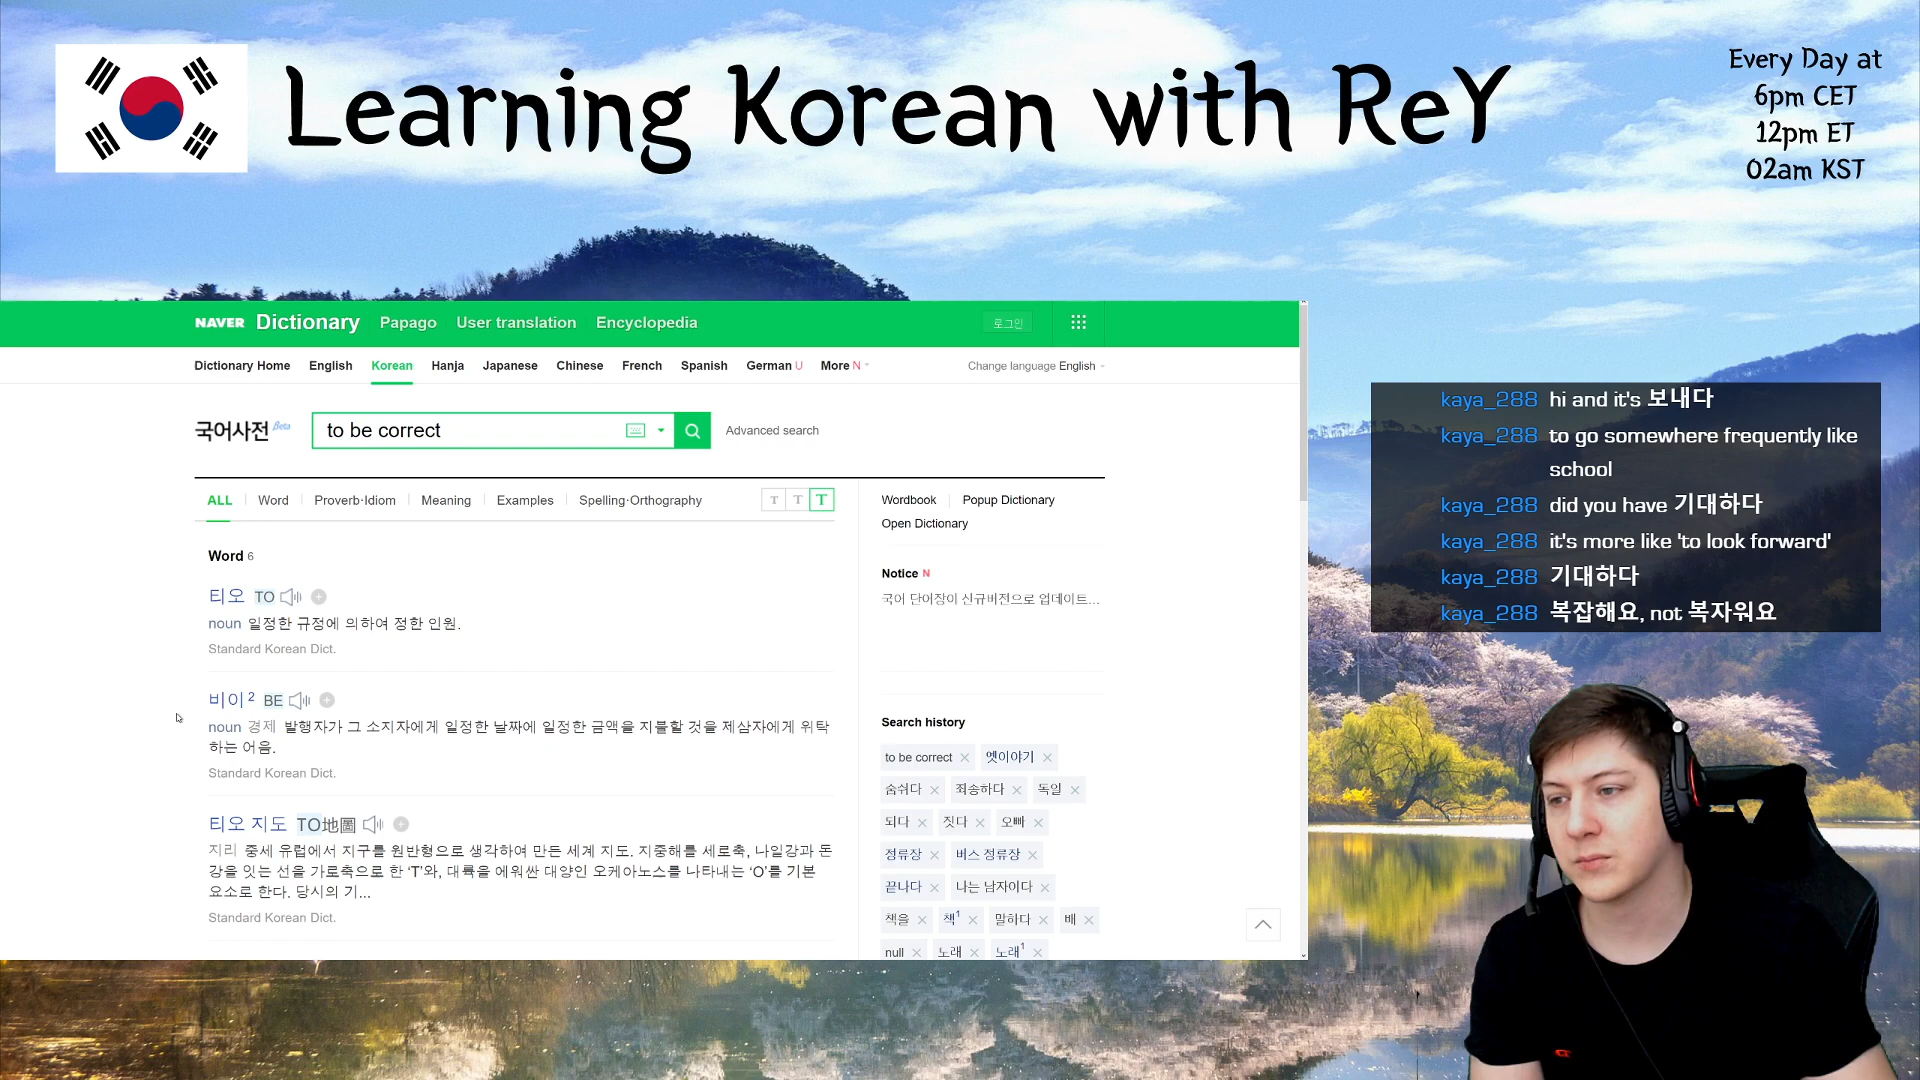 Learning Korean with ReY
Every Day at
6pm CET
12pm ET
02am KST
NAVER Dictionary Papago User translation Encyclopedia
로그인
Dictionary Home English Korean Hanja Japanese Chinese French Spanish German U More N
Change language English
국어사전 Beta
to be correct
Advanced search
ALL Word Proverb·Idiom Meaning Examples Spelling·Orthography
T T T
Word 6
티오 TO
noun 일정한 규정에 의하여 정한 인원.
Standard Korean Dict.
비이 2 BE
noun 경제 발행자가 그 소지자에게 일정한 날짜에 일정한 금액을 지불할 것을 제삼자에게 위탁
하는 어음.
Standard Korean Dict.
티오 지도 TO地圖
지리 중세 유럽에서 지구를 원반형으로 생각하여 만든 세계 지도. 지중해를 세로축, 나일강과 돈
강을 잇는 선을 가로축으로 한 ‘T’와, 대륙을 에워싼 대양인 오케아노스를 나타내는 ‘O’를 기본
요소로 한다. 당시의 기...
Standard Korean Dict.
Wordbook Popup Dictionary
Open Dictionary
Notice N
국어 단어장이 신규버전으로 업데이트...
Search history
to be correct 옛이야기
숨쉬다 죄송하다 독일
되다 짓다 오빠
정류장 버스 정류장
끝나다 나는 남자이다
책을 책1 말하다 베
null 노래 노래1
kaya_288 hi and it's 보내다
kaya_288 to go somewhere frequently like
school
kaya_288 did you have 기대하다
kaya_288 it's more like 'to look forward'
kaya_288 기대하다
kaya_288 복잡해요, not 복자워요